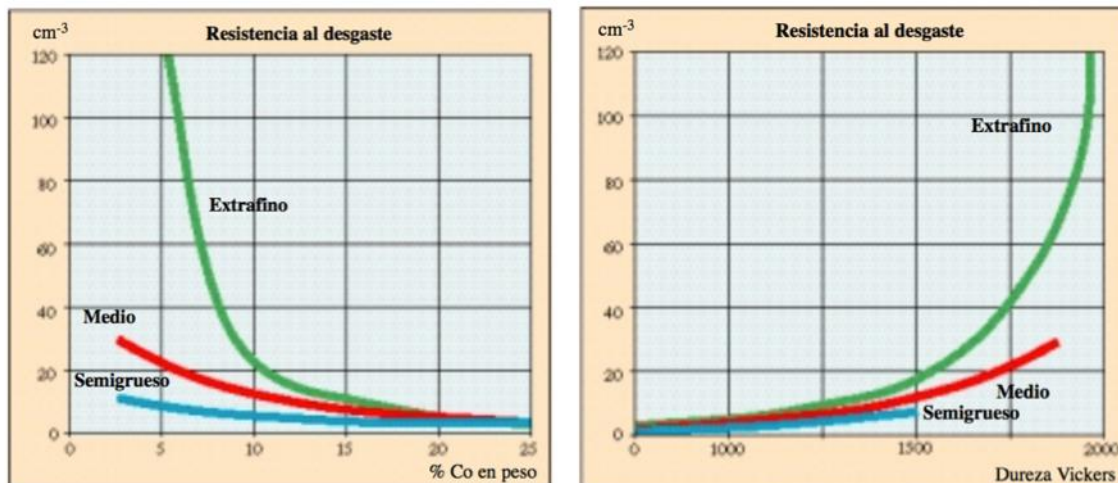 cm-3
Resistencia al desgaste
120
100
80
60
40
20
0
Extrafino
Medio
Semigrueso
0 5 10 15 20 25
% Co en peso
cm-3
Resistencia al desgaste
120
100
80
60
40
20
0
Extrafino
Medio
Semigrueso
0 1000 1500 2000
Dureza Vickers